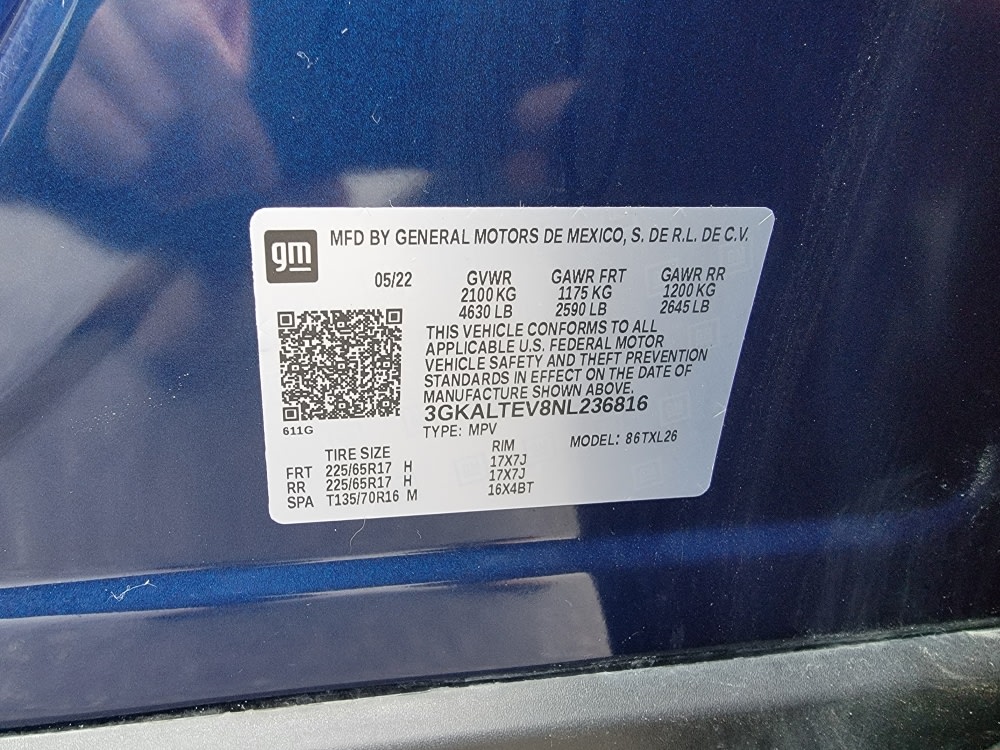 gm MFD BY GENERAL MOTORS DE MEXICO, S. DE R.L. DE C.V.
05/22 GVWR GAWR FRT GAWR RR
2100 KG 1175 KG 1200 KG
4630 LB 2590 LB 2645 LB
THIS VEHICLE CONFORMS TO ALL
APPLICABLE U.S. FEDERAL MOTOR
VEHICLE SAFETY AND THEFT PREVENTION
STANDARDS IN EFFECT ON THE DATE OF
MANUFACTURE SHOWN ABOVE.
3GKALTEV8NL236816
611G TYPE: MPV MODEL: 86TXL26
TIRE SIZE RIM
FRT 225/65R17 H 17X7J
RR 225/65R17 H 17X7J
SPA T135/70R16 M 16X4BT